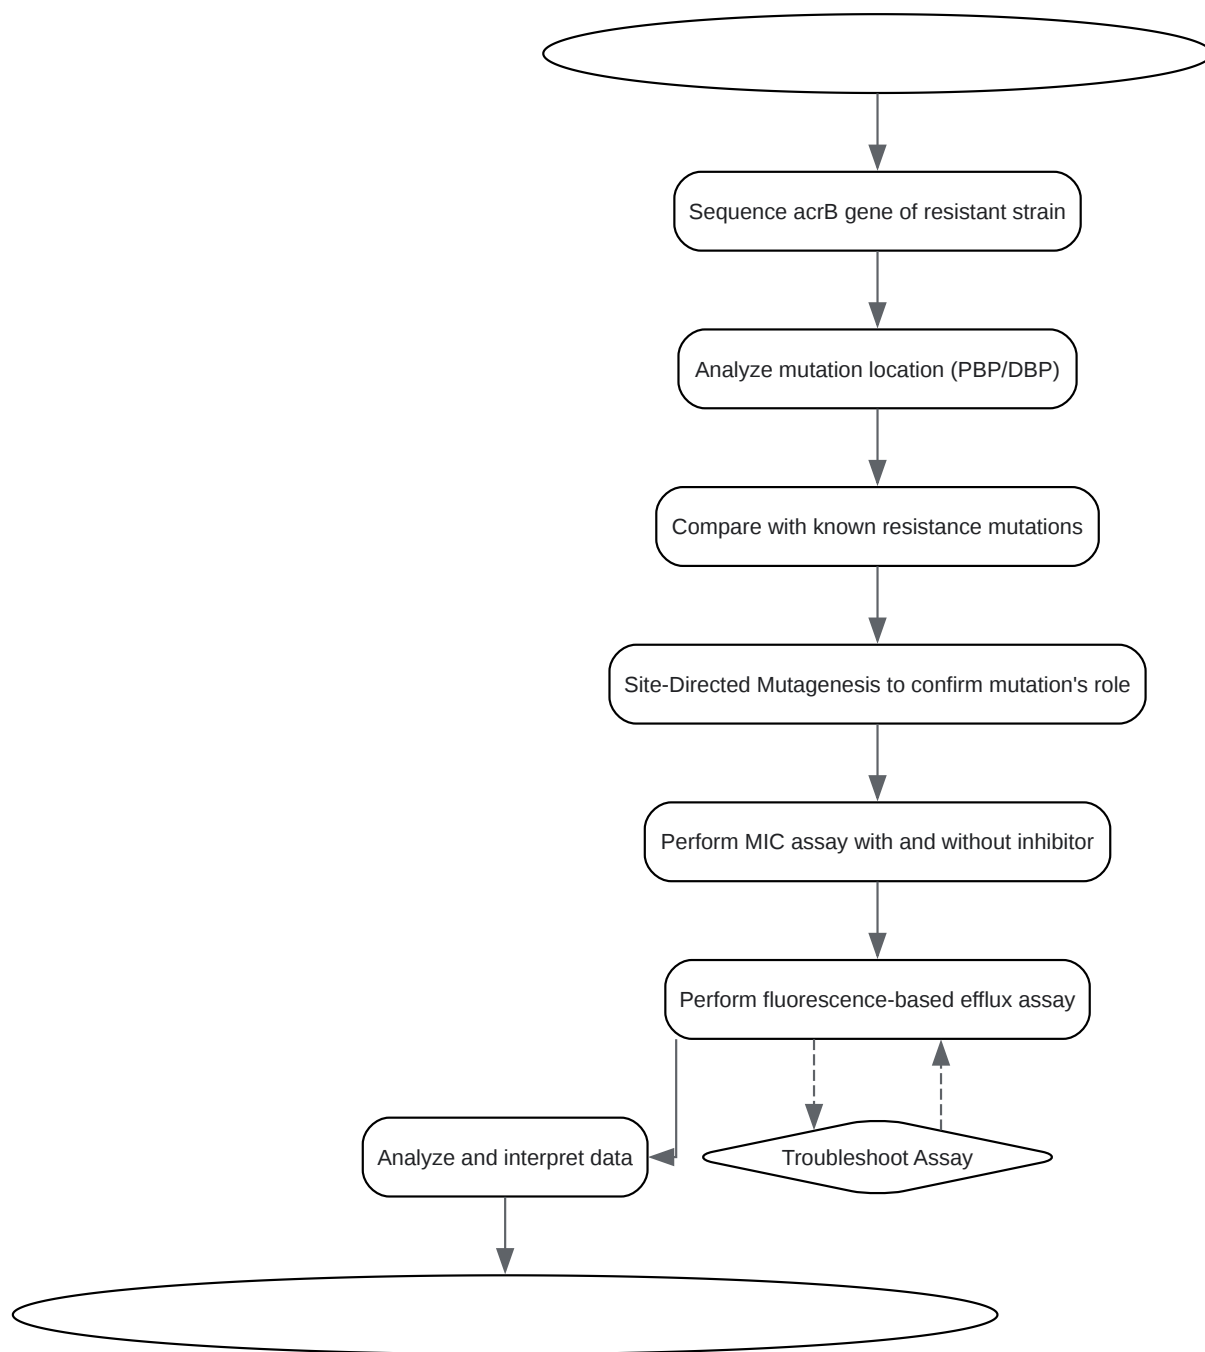 Sequence acrB gene of resistant strain
Analyze mutation location (PBP/DBP)
Compare with known resistance mutations
Site-Directed Mutagenesis to confirm mutation's role
Perform MIC assay with and without inhibitor
Perform fluorescence-based efflux assay
Analyze and interpret data
Troubleshoot Assay